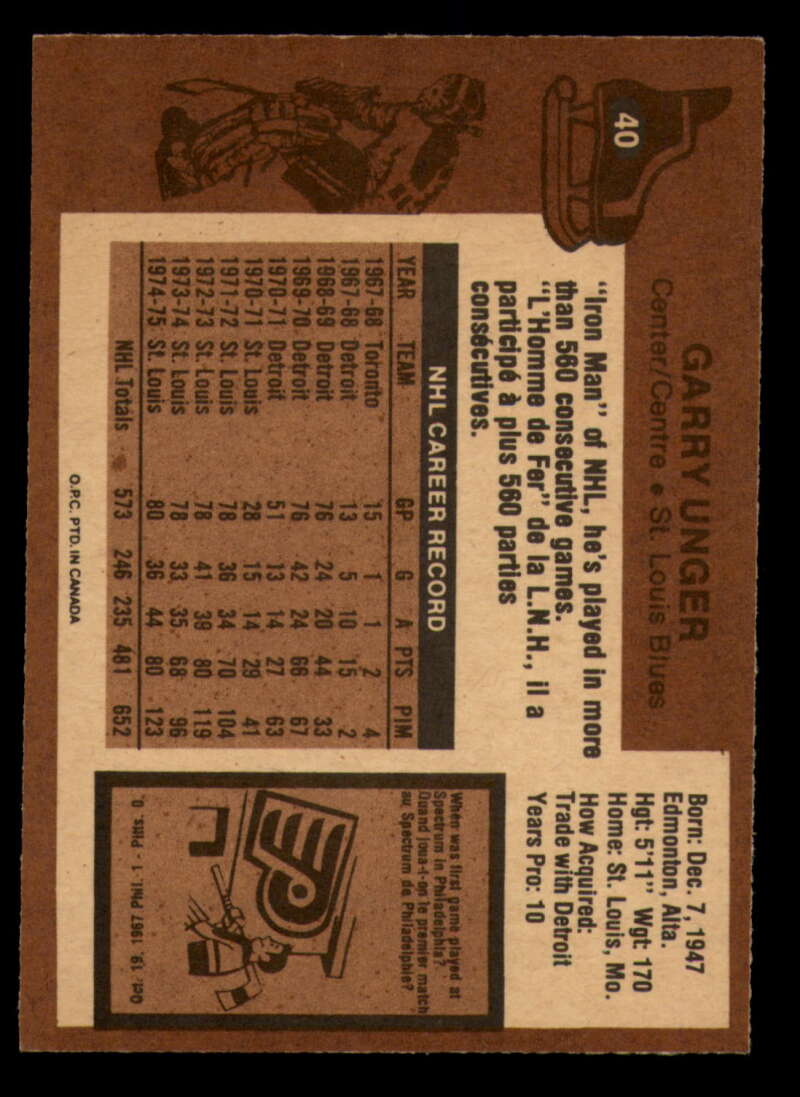 40
GARRY UNGER
Center/Centre • St. Louis Blues
Born: Dec. 7, 1947
Edmonton, Alta.
Hgt: 5'11" Wgt: 170
Home: St. Louis, Mo.
How Acquired:
Trade with Detroit
Years Pro: 10
"Iron Man" of NHL, he's played in more
than 560 consecutive games.
"L'Homme de Fer" de la L.N.H., il a
participé à plus 560 parties
consécutives.
NHL CAREER RECORD
YEAR TEAM GP G A PTS PIM
1967-68 Toronto 15 1 1 2 4
1967-68 Detroit 13 5 10 15 2
1968-69 Detroit 76 24 20 44 33
1969-70 Detroit 76 42 24 66 67
1970-71 Detroit 51 13 14 27 63
1970-71 St. Louis 28 15 14 29 41
1971-72 St. Louis 78 36 34 70 104
1972-73 St. Louis 78 41 39 80 119
1973-74 St. Louis 78 33 35 68 96
1974-75 St. Louis 80 36 44 80 123
NHL Totals 573 246 235 481 652
When was first game played at
Spectrum in Philadelphia?
Quand joua-t-on le premier match
au Spectrum de Philadelphie?
Oct. 19, 1967 Phil. 1 - Pitts. 0.
O.P.C. PTD. IN CANADA